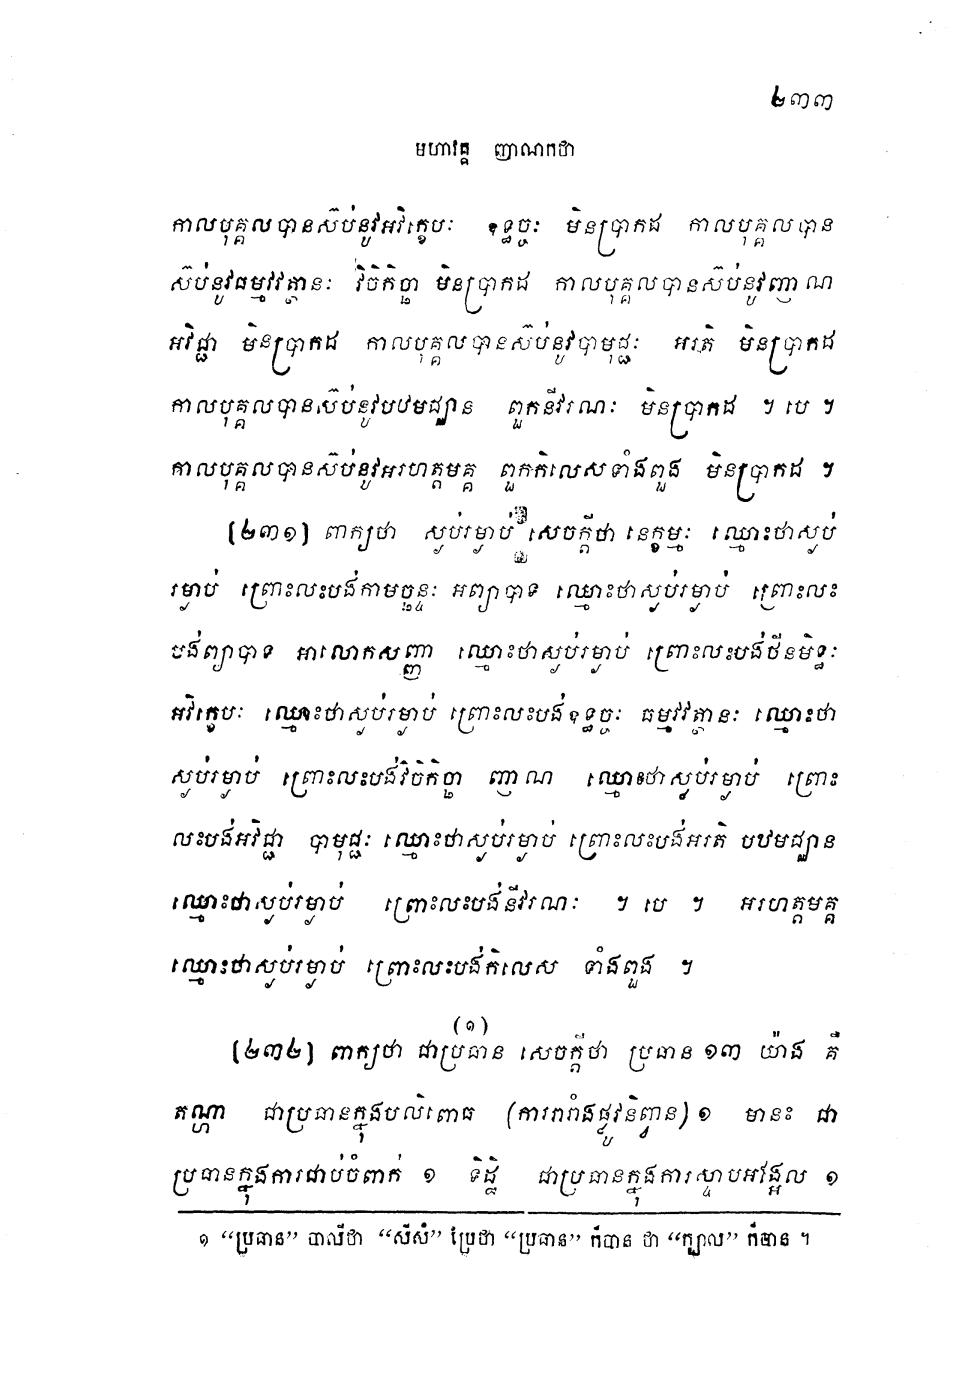 ២៣៣
មហាវគ្គ ញាណកថា
កាលបុគ្គលបានស៊ប់នូវអវិក្ខេបៈ ឧទ្ធច្ចៈ មិនប្រាកដ កាលបុគ្គលបាន
ស៊ប់នូវធម្មវវត្ថានៈ វិចិកិច្ឆា មិនប្រាកដ កាលបុគ្គលបានស៊ប់នូវញាណ
អវិជ្ជា មិនប្រាកដ កាលបុគ្គលបានស៊ប់នូវបាមុជ្ជៈ អរតិ មិនប្រាកដ
កាលបុគ្គលបានស៊ប់នូវបឋមជ្ឈាន ពួកនីវរណៈ មិនប្រាកដ ។ បេ ។
កាលបុគ្គលបានស៊ប់នូវអរហត្តមគ្គ ពួកកិលេសទាំងពួង មិនប្រាកដ ។
(២៣១) ពាក្យថា ស្ងប់រម្ងាប់ សេចក្តីថា នេក្ខម្មៈ ឈ្មោះថាស្ងប់
រម្ងាប់ ព្រោះលះបង់កាមច្ឆន្ទៈ អព្យាបាទ ឈ្មោះថាស្ងប់រម្ងាប់ ព្រោះលះ
បង់ព្យាបាទ អាលោកសញ្ញា ឈ្មោះថាស្ងប់រម្ងាប់ ព្រោះលះបង់ថីនមិទ្ធៈ
អវិក្ខេបៈ ឈ្មោះថាស្ងប់រម្ងាប់ ព្រោះលះបង់ឧទ្ធច្ចៈ ធម្មវវត្ថានៈ ឈ្មោះថា
ស្ងប់រម្ងាប់ ព្រោះលះបង់វិចិកិច្ឆា ញាណ ឈ្មោះថាស្ងប់រម្ងាប់ ព្រោះ
លះបង់អវិជ្ជា បាមុជ្ជៈ ឈ្មោះថាស្ងប់រម្ងាប់ ព្រោះលះបង់អរតិ បឋមជ្ឈាន
ឈ្មោះថាស្ងប់រម្ងាប់ ព្រោះលះបង់នីវរណៈ ។ បេ ។ អរហត្តមគ្គ
ឈ្មោះថាស្ងប់រម្ងាប់ ព្រោះលះបង់កិលេស ទាំងពួង ។
(១)
(២៣២) ពាក្យថា ជាប្រធាន សេចក្តីថា ប្រធាន ១៣ យ៉ាង គឺ
តណ្ហា ជាប្រធានក្នុងបលិពោធ (ការរារាំងផ្លូវនិព្វាន) ១ មានះ ជា
ប្រធានក្នុងការជាប់ចំពាក់ ១ ទិដ្ឋិ ជាប្រធានក្នុងការស្ទាបអង្អែល ១
១ “ប្រធាន” បាលីថា “សីសំ” ប្រែថា “ប្រធាន” ក៏បាន ថា “ក្បាល” ក៏បាន ។